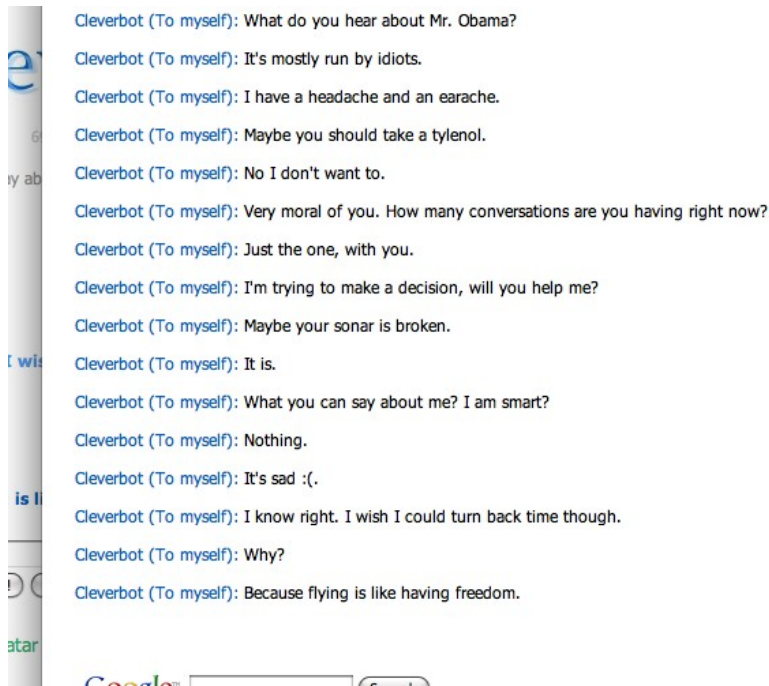 Cleverbot (To myself): What do you hear about Mr. Obama?
Cleverbot (To myself): It's mostly run by idiots.
Cleverbot (To myself): I have a headache and an earache.
Cleverbot (To myself): Maybe you should take a tylenol.
Cleverbot (To myself): No I don't want to.
Cleverbot (To myself): Very moral of you. How many conversations are you having right now?
Cleverbot (To myself): Just the one, with you.
Cleverbot (To myself): I'm trying to make a decision, will you help me?
Cleverbot (To myself): Maybe your sonar is broken.
Cleverbot (To myself): It is.
Cleverbot (To myself): What you can say about me? I am smart?
Cleverbot (To myself): Nothing.
Cleverbot (To myself): It's sad :(.
Cleverbot (To myself): I know right. I wish I could turn back time though.
Cleverbot (To myself): Why?
Cleverbot (To myself): Because flying is like having freedom.
Google